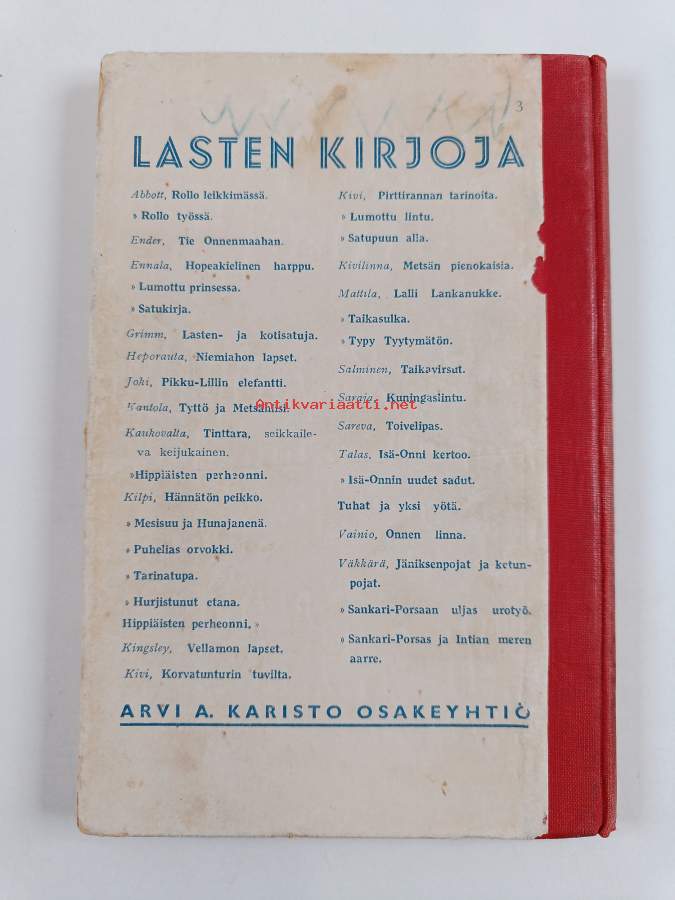 3
LASTEN KIRJOJA
Abbott, Rollo leikkimässä.
» Rollo työssä.
Ender, Tie Onnenmaahan.
Ennala, Hopeakielinen harppu.
» Lumottu prinsessa.
» Satukirja.
Grimm, Lasten- ja kotisatuja.
Heporauta, Niemiahon lapset.
Joki, Pikku-Lillin elefantti.
Kantola, Tyttö ja Metsähiisi.
Kaukovalta, Tinttara, seikkaile-
va keijukainen.
»Hippiäisten perheonni.
Kilpi, Hännätön peikko.
» Mesisuu ja Hunajanenä.
» Puhelias orvokki.
» Tarinatupa.
» Hurjistunut etana.
Hippiäisten perheonni. »
Kingsley, Vellamon lapset.
Kivi, Korvatunturin tuvilta.
Kivi, Pirttirannan tarinoita.
» Lumottu lintu.
» Satupuun alla.
Kivilinna, Metsän pienokaisia.
Mattila, Lalli Lankanukke.
» Taikasulka.
» Typy Tyytymätön.
Salminen, Taikavirsut.
Saraja, Kuningaslintu.
Sareva, Toivelipas.
Talas, Isä-Onni kertoo.
» Isä-Onnin uudet sadut.
Tuhat ja yksi yötä.
Vainio, Onnen linna.
Väkkärä, Jäniksenpojat ja ketun-
pojat.
» Sankari-Porsaan uljas urotyö.
» Sankari-Porsas ja Intian meren
aarre.
Antikvariaatti.net
ARVI A. KARISTO OSAKEYHTIÖ